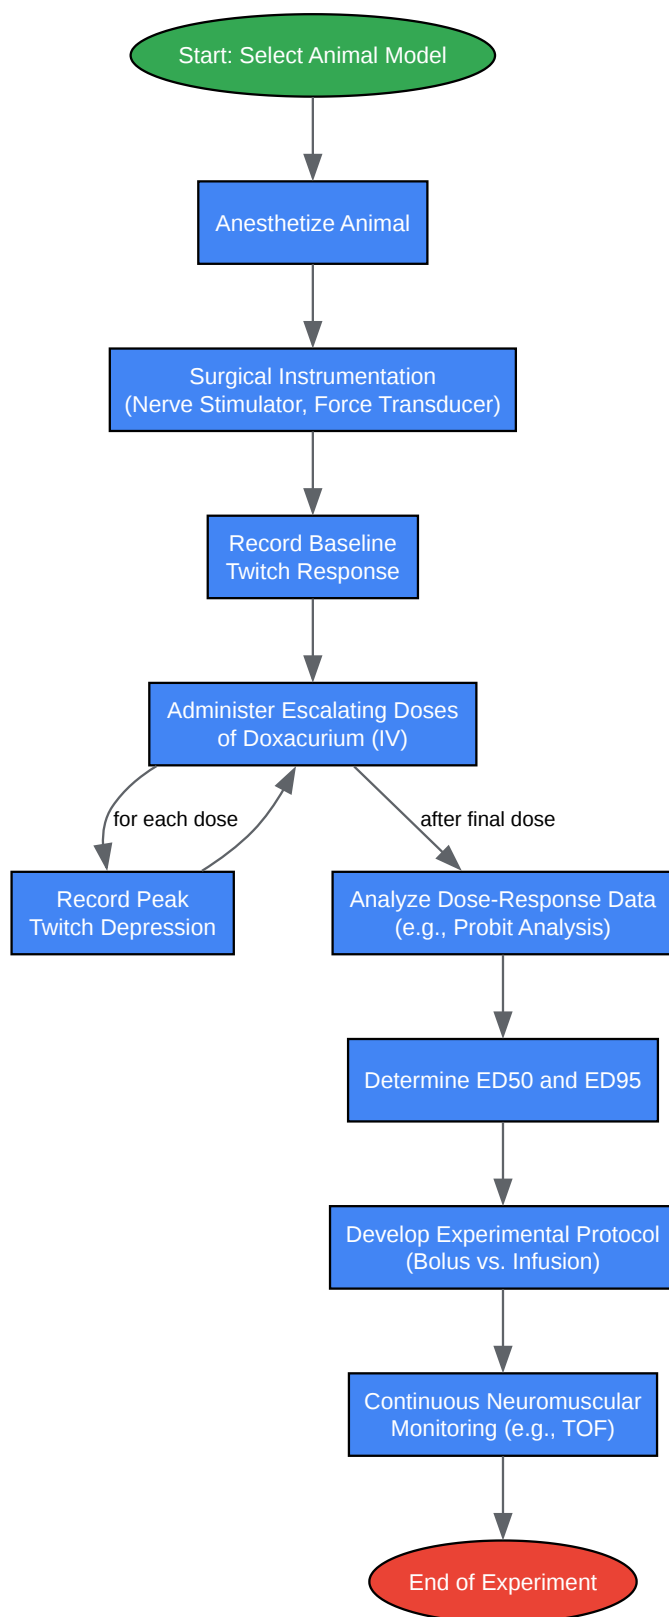 Start: Select Animal Model
Anesthetize Animal
Surgical Instrumentation
(Nerve Stimulator, Force Transducer)
Record Baseline
Twitch Response
Administer Escalating Doses
of Doxacurium (IV)
for each dose
after final dose
Record Peak
Twitch Depression
Analyze Dose-Response Data
(e.g., Probit Analysis)
Determine ED50 and ED95
Develop Experimental Protocol
(Bolus vs. Infusion)
Continuous Neuromuscular
Monitoring (e.g., TOF)
End of Experiment